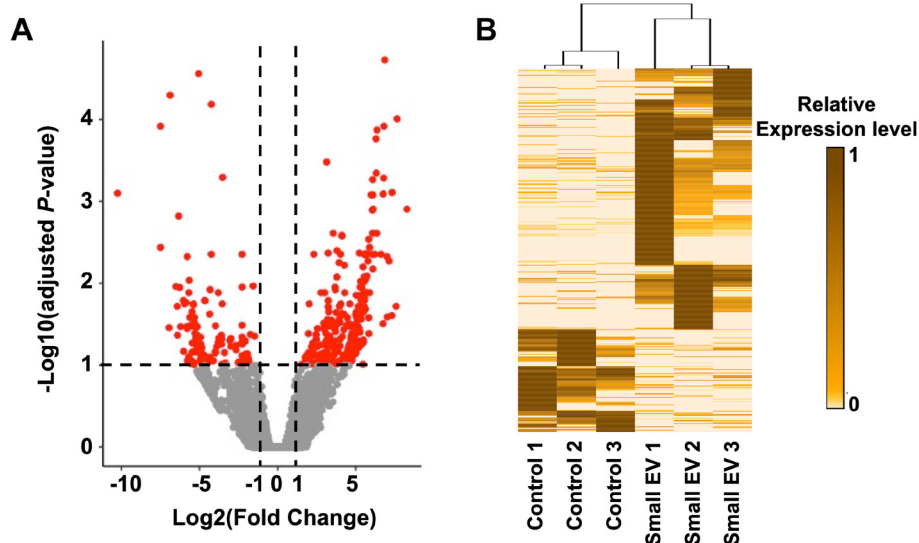 A
-Log10(adjusted P-value)
4
3
2
1
0
-10
-5
-1
0
1
5
Log2(Fold Change)
B
Relative
Expression level
1
0
Control 1
Control 2
Control 3
Small EV 1
Small EV 2
Small EV 3